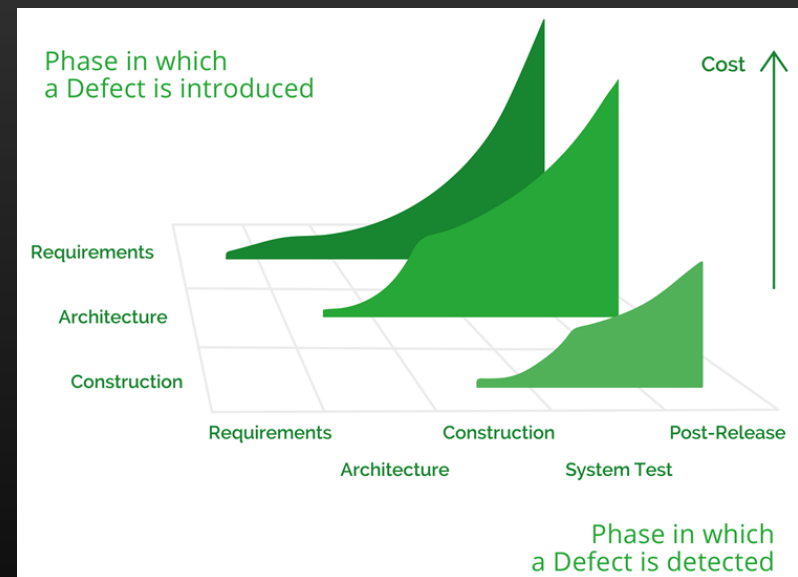 Phase in which
a Defect is introduced
Cost
Requirements
Architecture
Construction
Requirements
Construction
Post-Release
Architecture
System Test
Phase in which
a Defect is detected